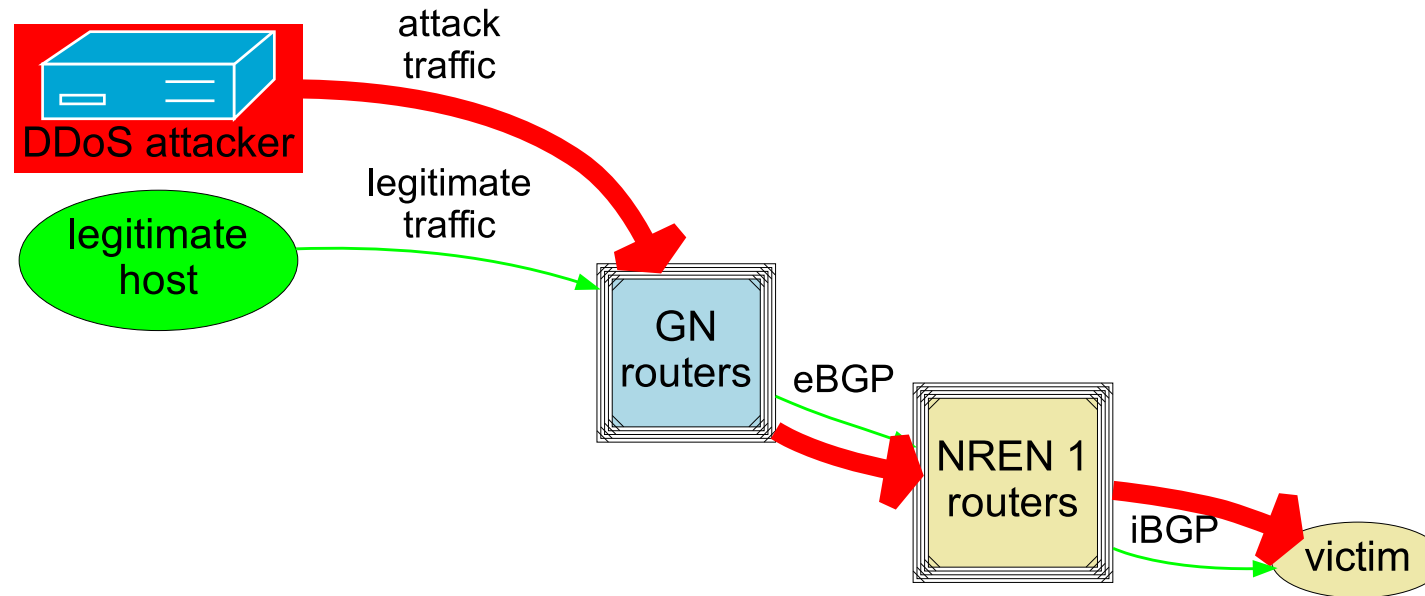 attack
traffic
DDoS attacker
legitimate
traffic
legitimate
host
GN
routers
eBGP
NREN 1
routers
iBGP
victim